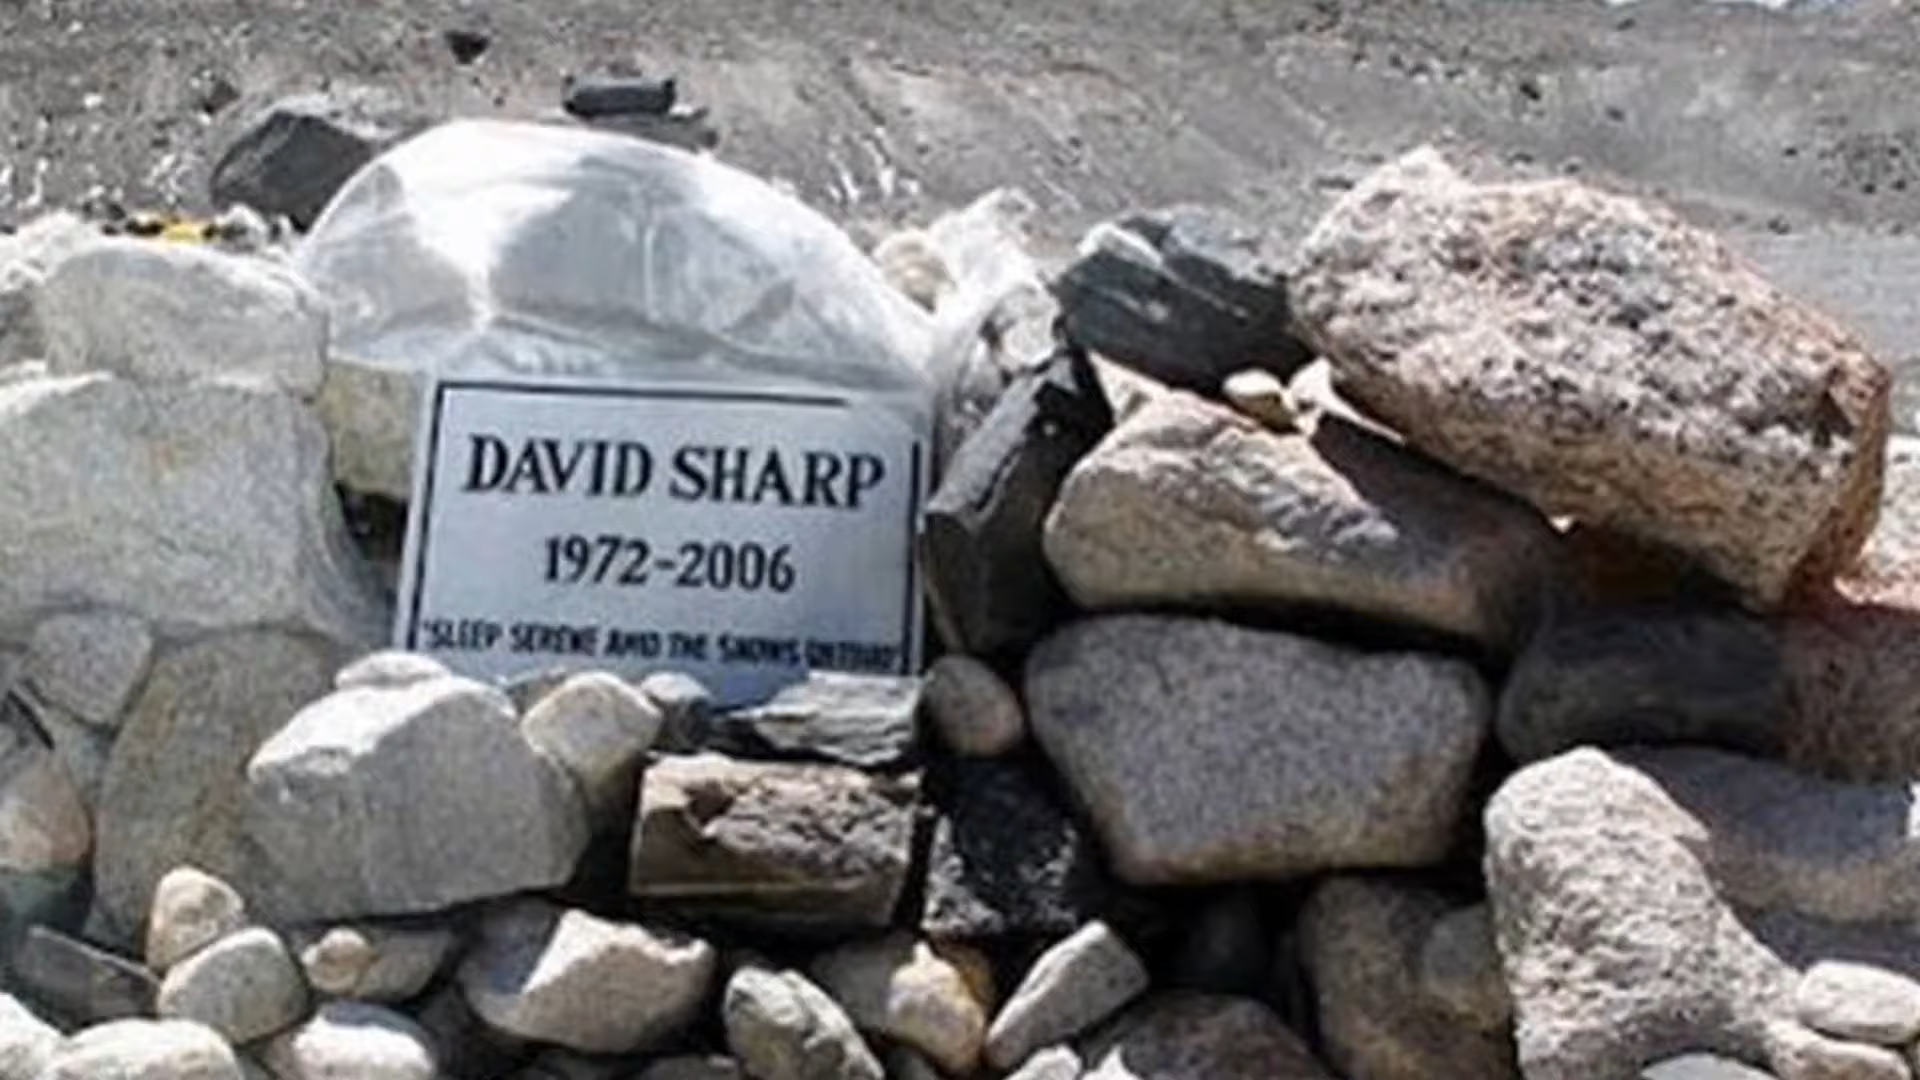 DAVID SHARP
1972-2006
"SLEEP SERENE AND THE SNOWS